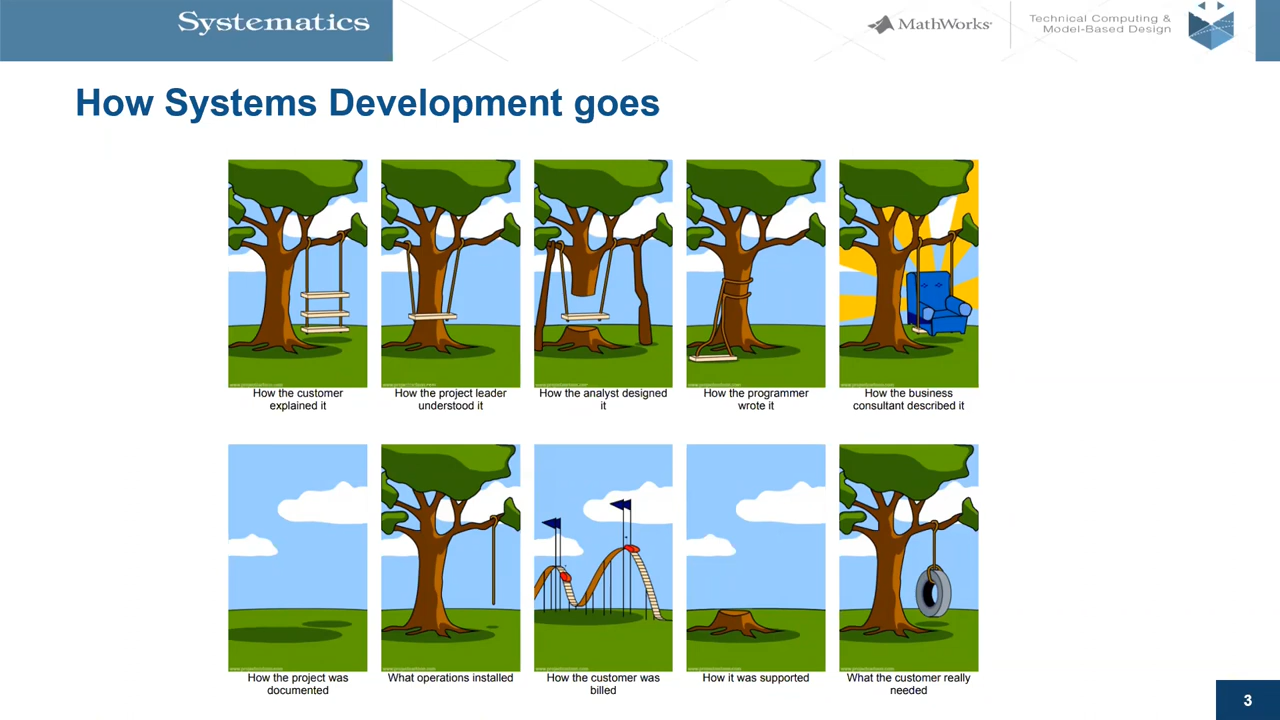 Systematics
MathWorks
Technical Computing &
Model-Based Design
How Systems Development goes
How the customer
explained it
How the project leader
understood it
How the analyst designed
it
How the programmer
wrote it
How the business
consultant described it
How the project was
documented
What operations installed
How the customer was
billed
How it was supported
What the customer really
needed
3